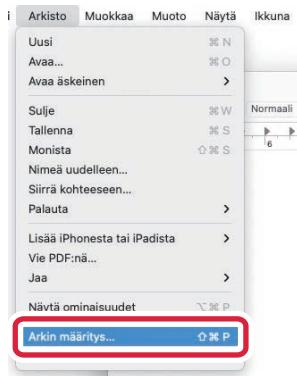 i Arkisto Muokkaa Muoto Näytä Ikkuna
Uusi ⌘ N
Avaa... ⌘ O
Avaa äskeinen >
Normaali
Sulje ⌘ W
Tallenna ⌘ S
6
Monista ⇧ ⌘ S
Nimeä uudelleen...
Siirrä kohteeseen...
Palauta >
Lisää iPhonesta tai iPadista >
Vie PDF:nä...
Jaa >
Näytä ominaisuudet ⌥ ⌘ P
Arkin määritys... ⇧ ⌘ P